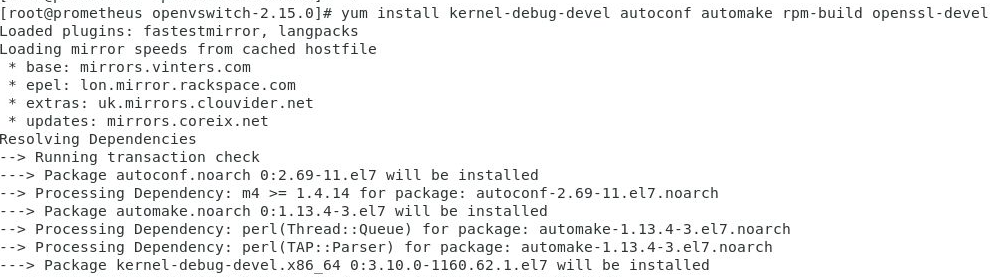 [root@prometheus openvswitch-2.15.0]# yum install kernel-debug-devel autoconf automake rpm-build openssl-devel
Loaded plugins: fastestmirror, langpacks
Loading mirror speeds from cached hostfile
 * base: mirrors.vinters.com
 * epel: lon.mirror.rackspace.com
 * extras: uk.mirrors.clouvider.net
 * updates: mirrors.coreix.net
Resolving Dependencies
--> Running transaction check
---> Package autoconf.noarch 0:2.69-11.el7 will be installed
--> Processing Dependency: m4 >= 1.4.14 for package: autoconf-2.69-11.el7.noarch
---> Package automake.noarch 0:1.13.4-3.el7 will be installed
--> Processing Dependency: perl(Thread::Queue) for package: automake-1.13.4-3.el7.noarch
--> Processing Dependency: perl(TAP::Parser) for package: automake-1.13.4-3.el7.noarch
---> Package kernel-debug-devel.x86_64 0:3.10.0-1160.62.1.el7 will be installed